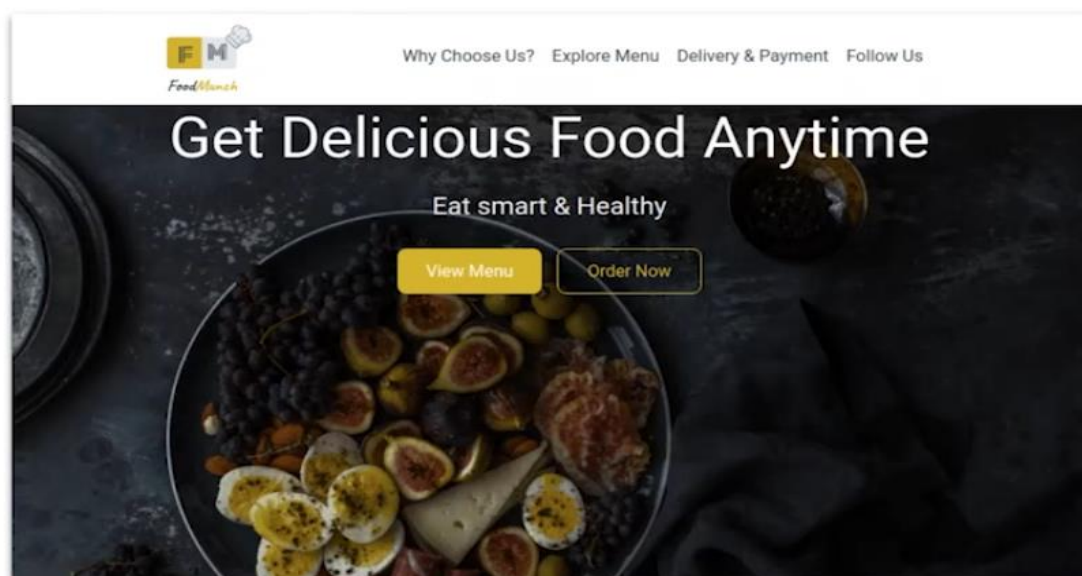 F M
FoodMunch
Why Choose Us? Explore Menu Delivery & Payment Follow Us
Get Delicious Food Anytime
Eat smart & Healthy
View Menu Order Now